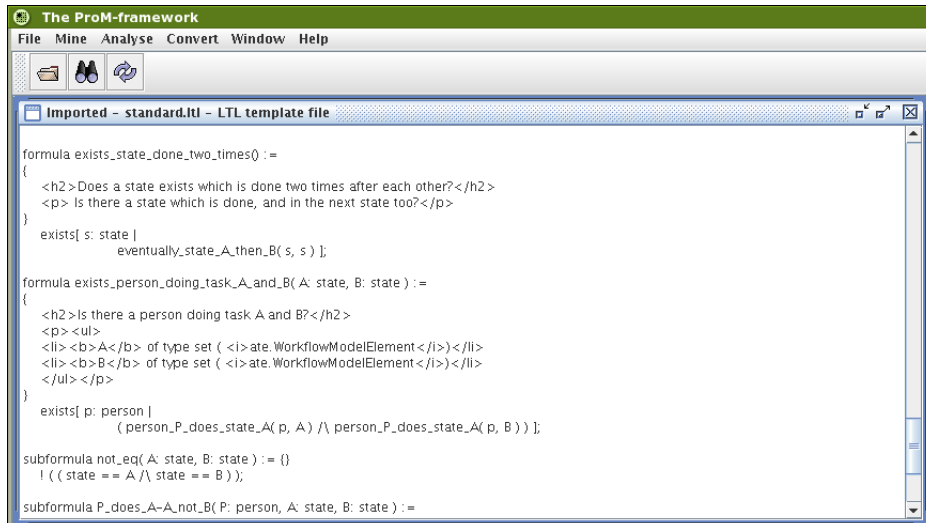 The ProM-framework
File Mine Analyse Convert Window Help
Imported - standard.ltl - LTL template file
formula exists_state_done_two_times() :=
{
<h2>Does a state exists which is done two times after each other?</h2>
<p> Is there a state which is done, and in the next state too?</p>
}
exists[ s: state |
eventually_state_A_then_B( s, s ) ];
formula exists_person_doing_task_A_and_B( A: state, B: state ) :=
{
<h2>Is there a person doing task A and B?</h2>
<p><ul>
<li><b>A</b> of type set ( <i>ate.WorkflowModelElement</i>)</li>
<li><b>B</b> of type set ( <i>ate.WorkflowModelElement</i>)</li>
</ul></p>
}
exists[ p: person |
( person_P_does_state_A( p, A ) /\ person_P_does_state_A( p, B ) ) ];
subformula not_eq( A: state, B: state ) := {}
! ( ( state == A /\ state == B ) );
subformula P_does_A-A_not_B( P: person, A: state, B: state ) :=